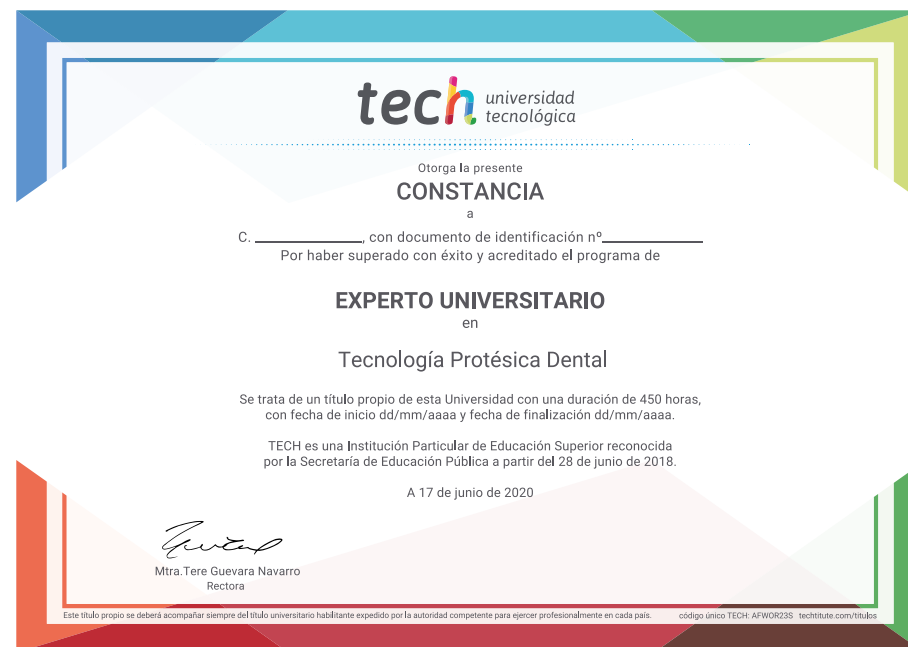 tech universidad
tecnológica
Otorga la presente
CONSTANCIA
a
C. ____________, con documento de identificación nº____________
Por haber superado con éxito y acreditado el programa de
EXPERTO UNIVERSITARIO
en
Tecnología Protésica Dental
Se trata de un título propio de esta Universidad con una duración de 450 horas,
con fecha de inicio dd/mm/aaaa y fecha de finalización dd/mm/aaaa.
TECH es una Institución Particular de Educación Superior reconocida
por la Secretaría de Educación Pública a partir del 28 de junio de 2018.
A 17 de junio de 2020
Mtra.Tere Guevara Navarro
Rectora
Este título propio se deberá acompañar siempre del título universitario habilitante expedido por la autoridad competente para ejercer profesionalmente en cada país. código único TECH: AFWOR23S techtitute.com/titulos